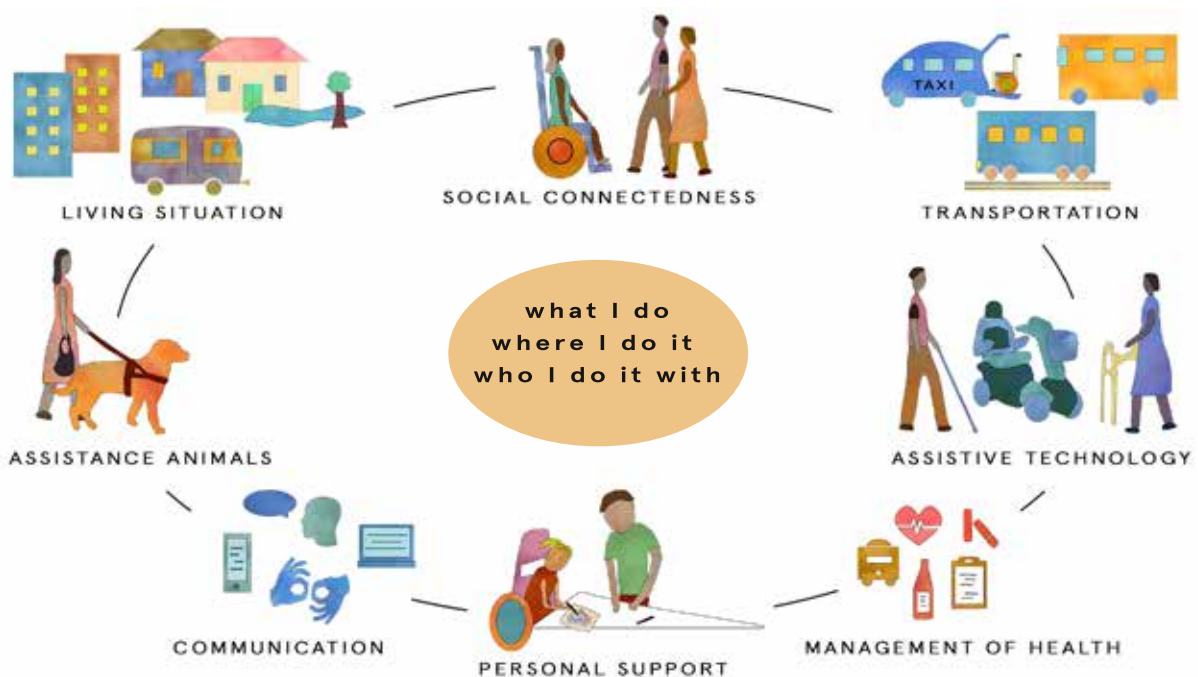 TAXI
LIVING SITUATION
SOCIAL CONNECTEDNESS
TRANSPORTATION
what I do
where I do it
who I do it with
ASSISTANCE ANIMALS
ASSISTIVE TECHNOLOGY
COMMUNICATION
PERSONAL SUPPORT
MANAGEMENT OF HEALTH